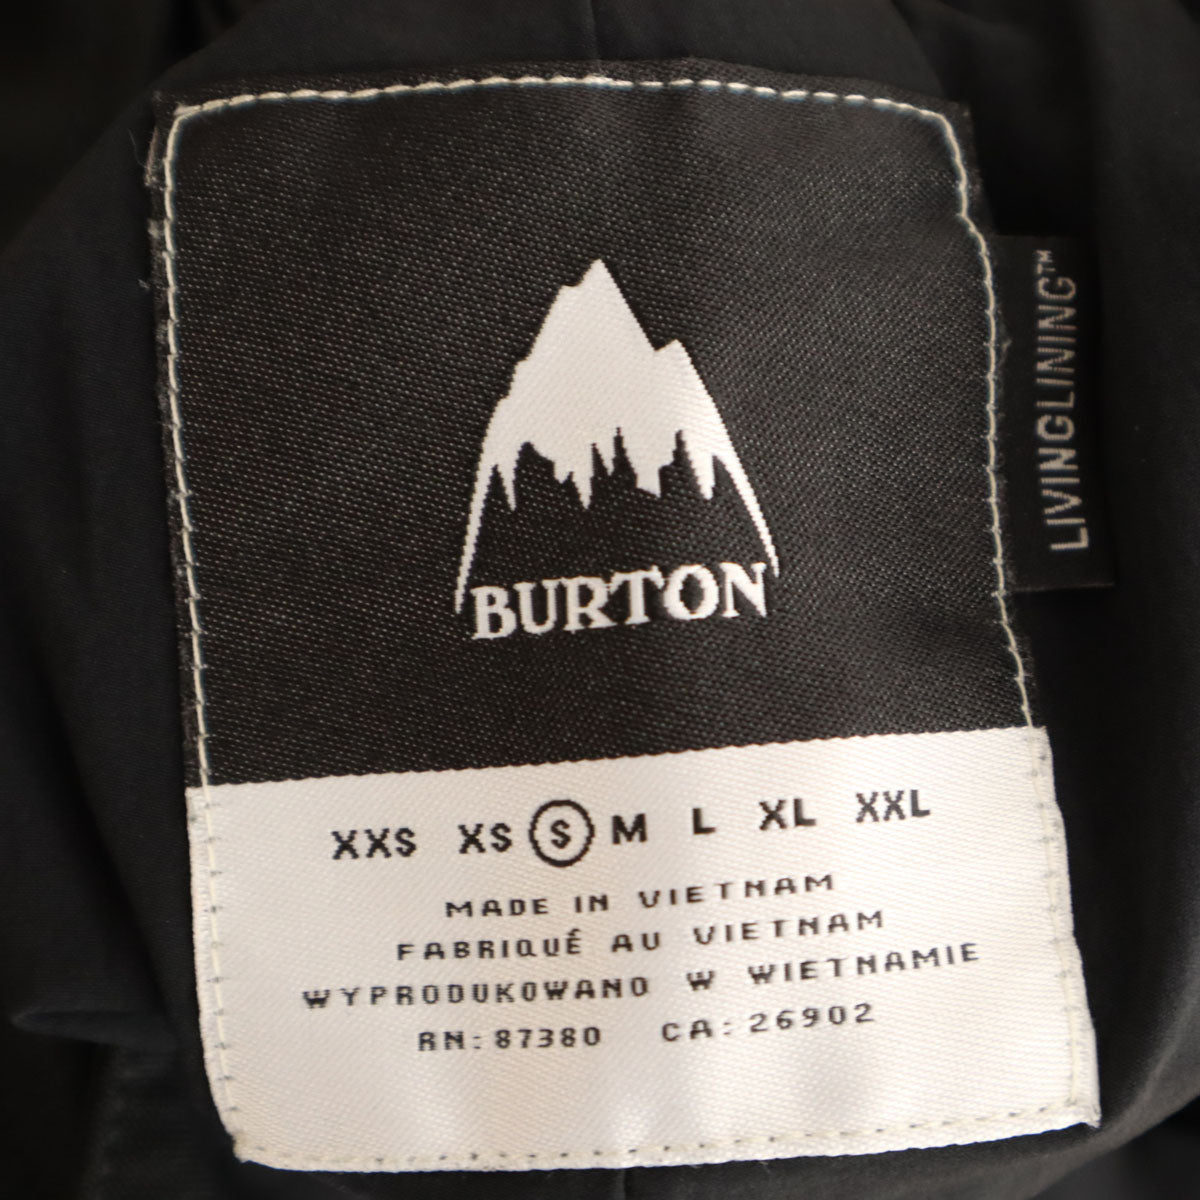 BURTON
LIVINGLINING™
XXS XS S M L XL XXL
MADE IN VIETNAM
FABRIQUÉ AU VIETNAM
WYPRODUKOWANO W WIETNAMIE
RN: 87380 CA: 26902